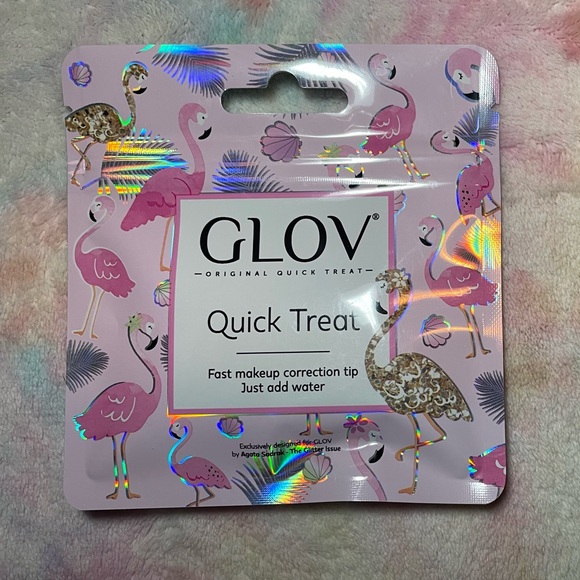 GLOV®
ORIGINAL QUICK TREAT
Quick Treat
Fast makeup correction tip
Just add water
Exclusively designed for GLOV
by Agata Sadrak - The Glitter Issue